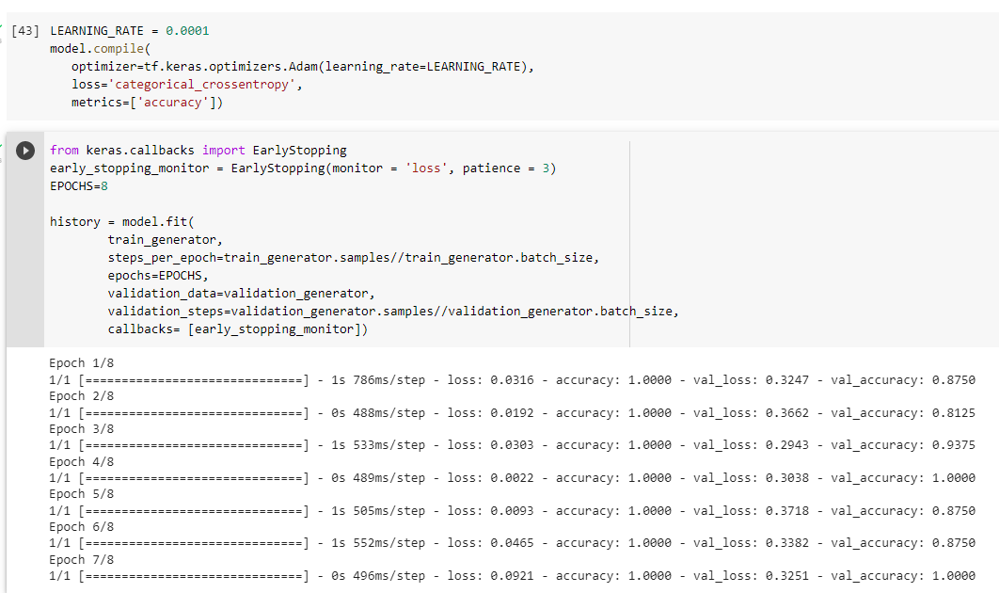 [43] LEARNING_RATE = 0.0001
model.compile(
optimizer=tf.keras.optimizers.Adam(learning_rate=LEARNING_RATE),
loss='categorical_crossentropy',
metrics=['accuracy'])
from keras.callbacks import EarlyStopping
early_stopping_monitor = EarlyStopping(monitor = 'loss', patience = 3)
EPOCHS=8
history = model.fit(
train_generator,
steps_per_epoch=train_generator.samples//train_generator.batch_size,
epochs=EPOCHS,
validation_data=validation_generator,
validation_steps=validation_generator.samples//validation_generator.batch_size,
callbacks= [early_stopping_monitor])
Epoch 1/8
1/1 [==============================] - 1s 786ms/step - loss: 0.0316 - accuracy: 1.0000 - val_loss: 0.3247 - val_accuracy: 0.8750
Epoch 2/8
1/1 [==============================] - 0s 488ms/step - loss: 0.0192 - accuracy: 1.0000 - val_loss: 0.3662 - val_accuracy: 0.8125
Epoch 3/8
1/1 [==============================] - 1s 533ms/step - loss: 0.0303 - accuracy: 1.0000 - val_loss: 0.2943 - val_accuracy: 0.9375
Epoch 4/8
1/1 [==============================] - 0s 489ms/step - loss: 0.0022 - accuracy: 1.0000 - val_loss: 0.3038 - val_accuracy: 1.0000
Epoch 5/8
1/1 [==============================] - 1s 505ms/step - loss: 0.0093 - accuracy: 1.0000 - val_loss: 0.3718 - val_accuracy: 0.8750
Epoch 6/8
1/1 [==============================] - 1s 552ms/step - loss: 0.0465 - accuracy: 1.0000 - val_loss: 0.3382 - val_accuracy: 0.8750
Epoch 7/8
1/1 [==============================] - 0s 496ms/step - loss: 0.0921 - accuracy: 1.0000 - val_loss: 0.3251 - val_accuracy: 1.0000